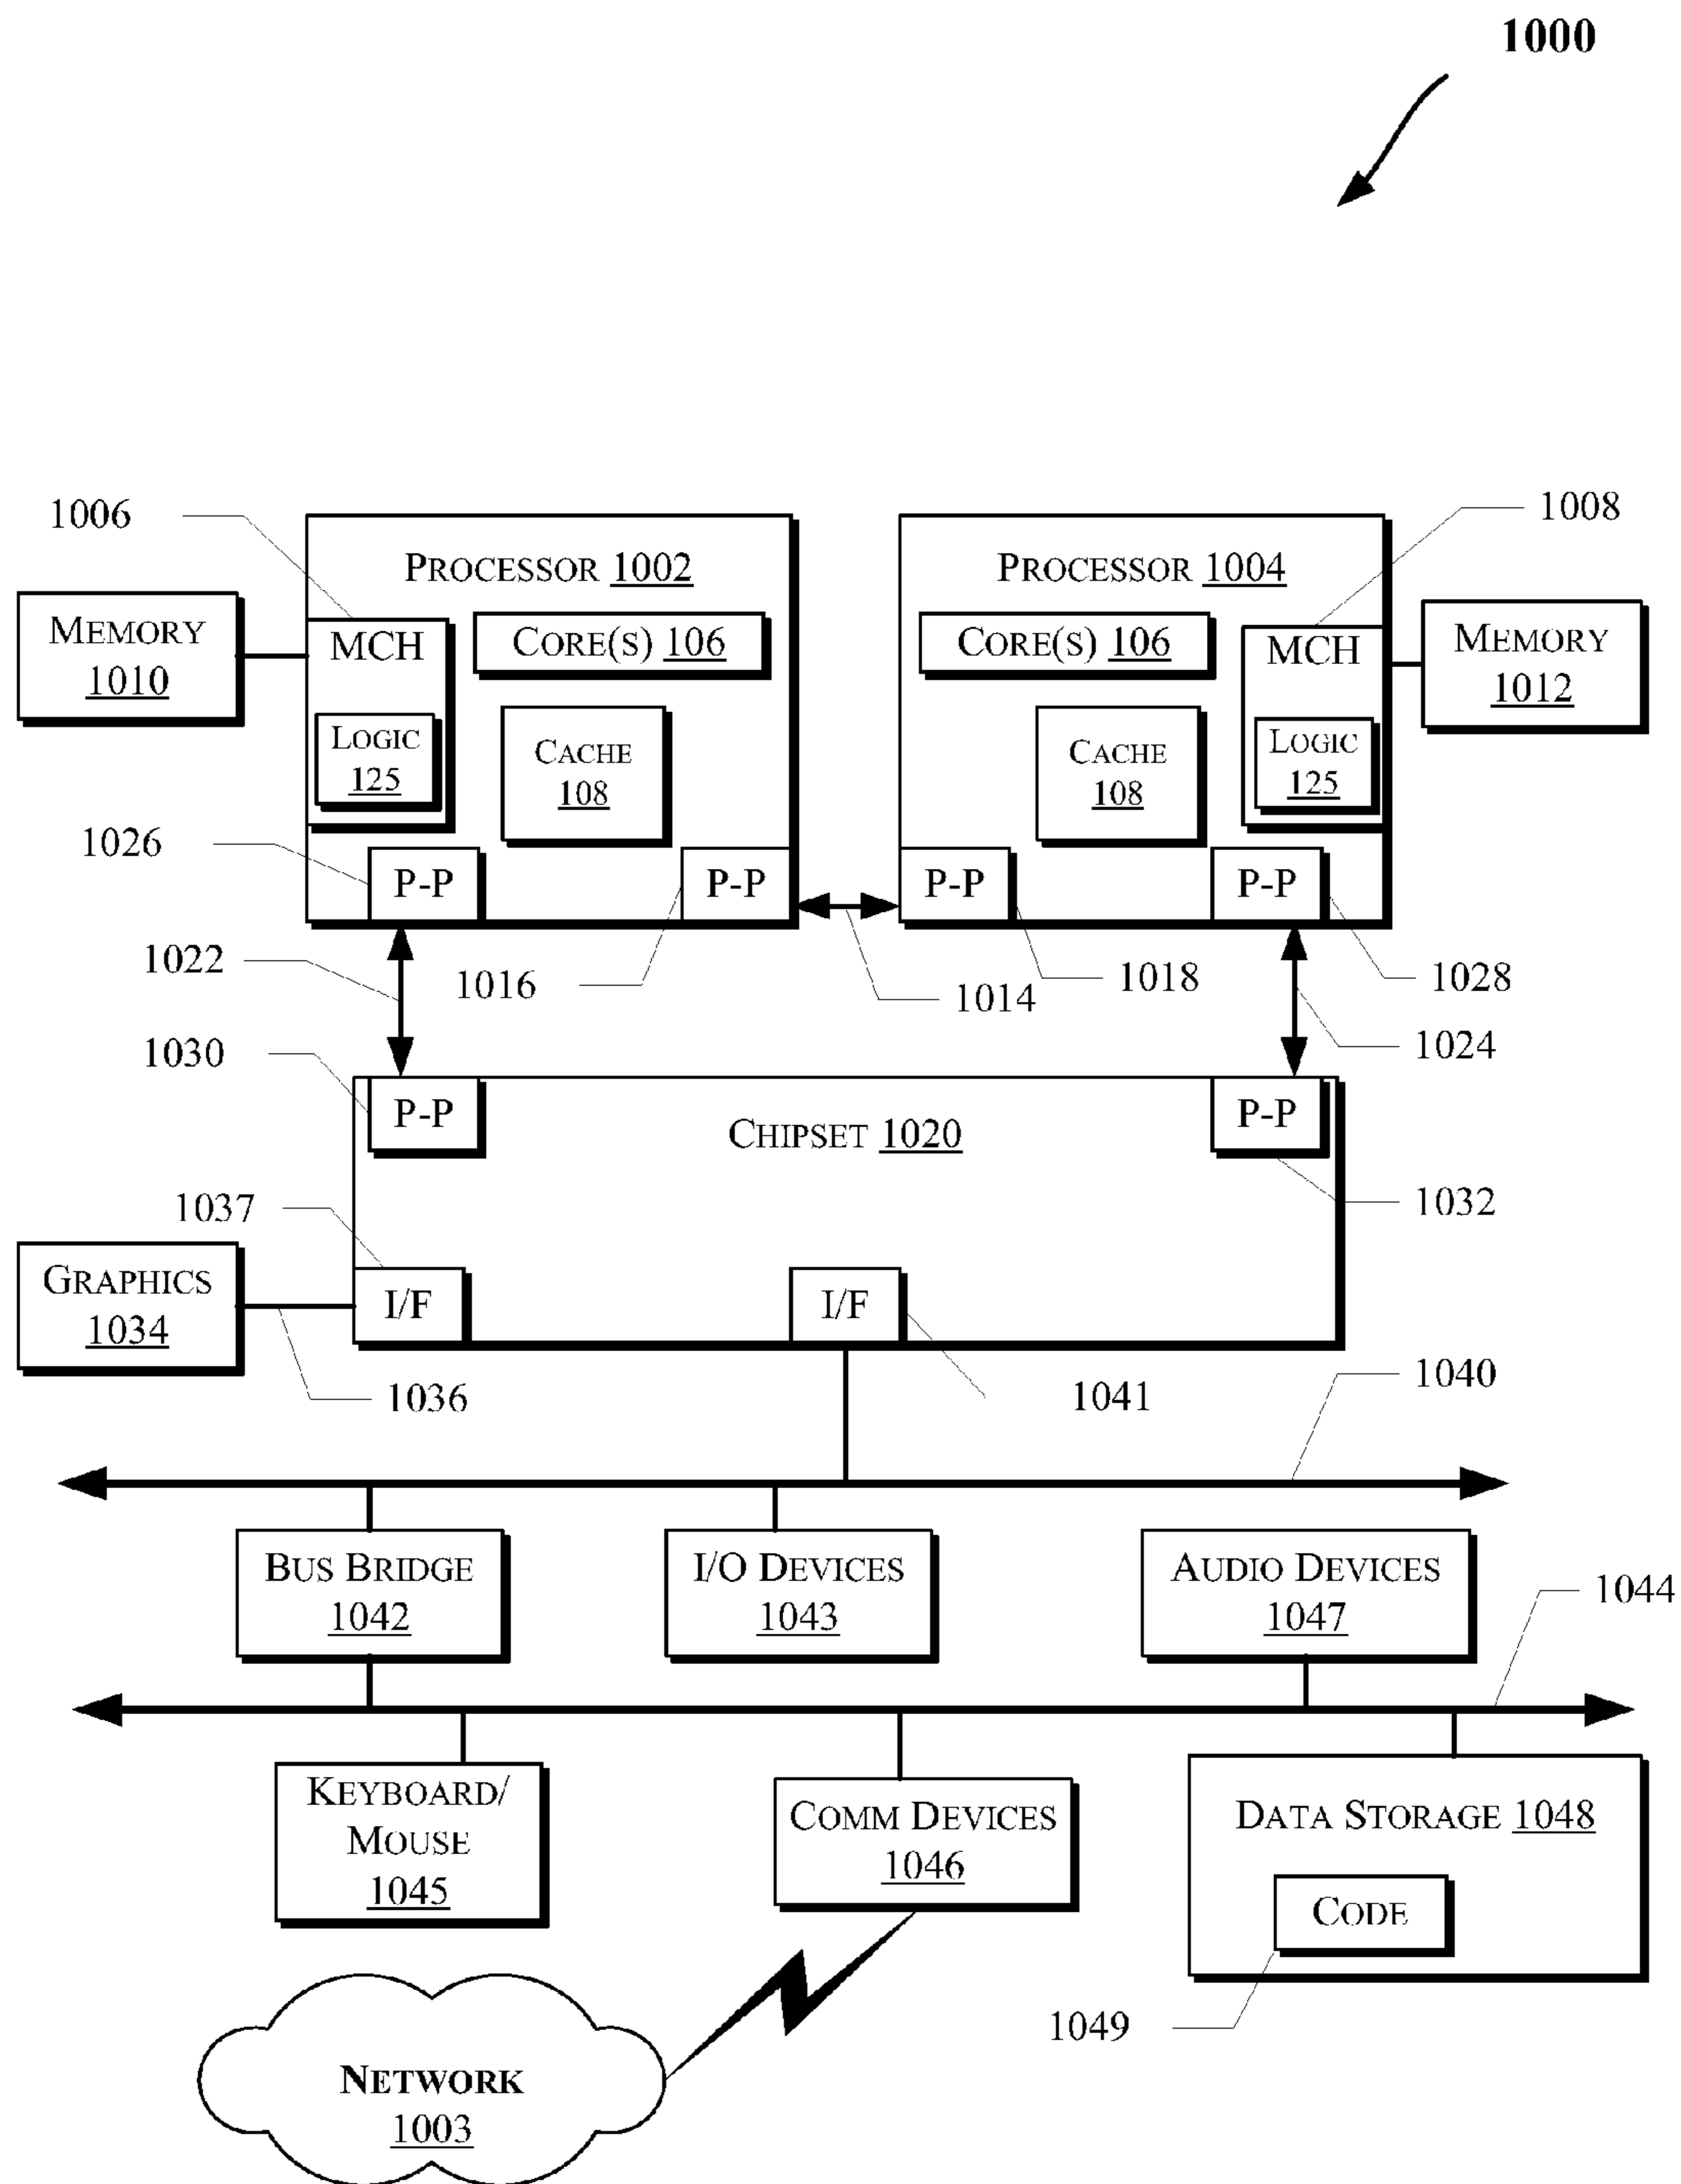 1000
1006
1008
PROCESSOR 1002
PROCESSOR 1004
MEMORY
1010
MCH
CORE(S) 106
CORE(S) 106
MCH
MEMORY
1012
LOGIC
125
CACHE
108
CACHE
108
LOGIC
125
1026
P-P
P-P
P-P
P-P
1022
1016
1014
1018
1028
1030
1024
P-P
CHIPSET 1020
P-P
1037
1032
GRAPHICS
1034
I/F
I/F
1036
1041
1040
BUS BRIDGE
1042
I/O DEVICES
1043
AUDIO DEVICES
1047
1044
KEYBOARD/
MOUSE
1045
COMM DEVICES
1046
DATA STORAGE 1048
CODE
1049
NETWORK
1003